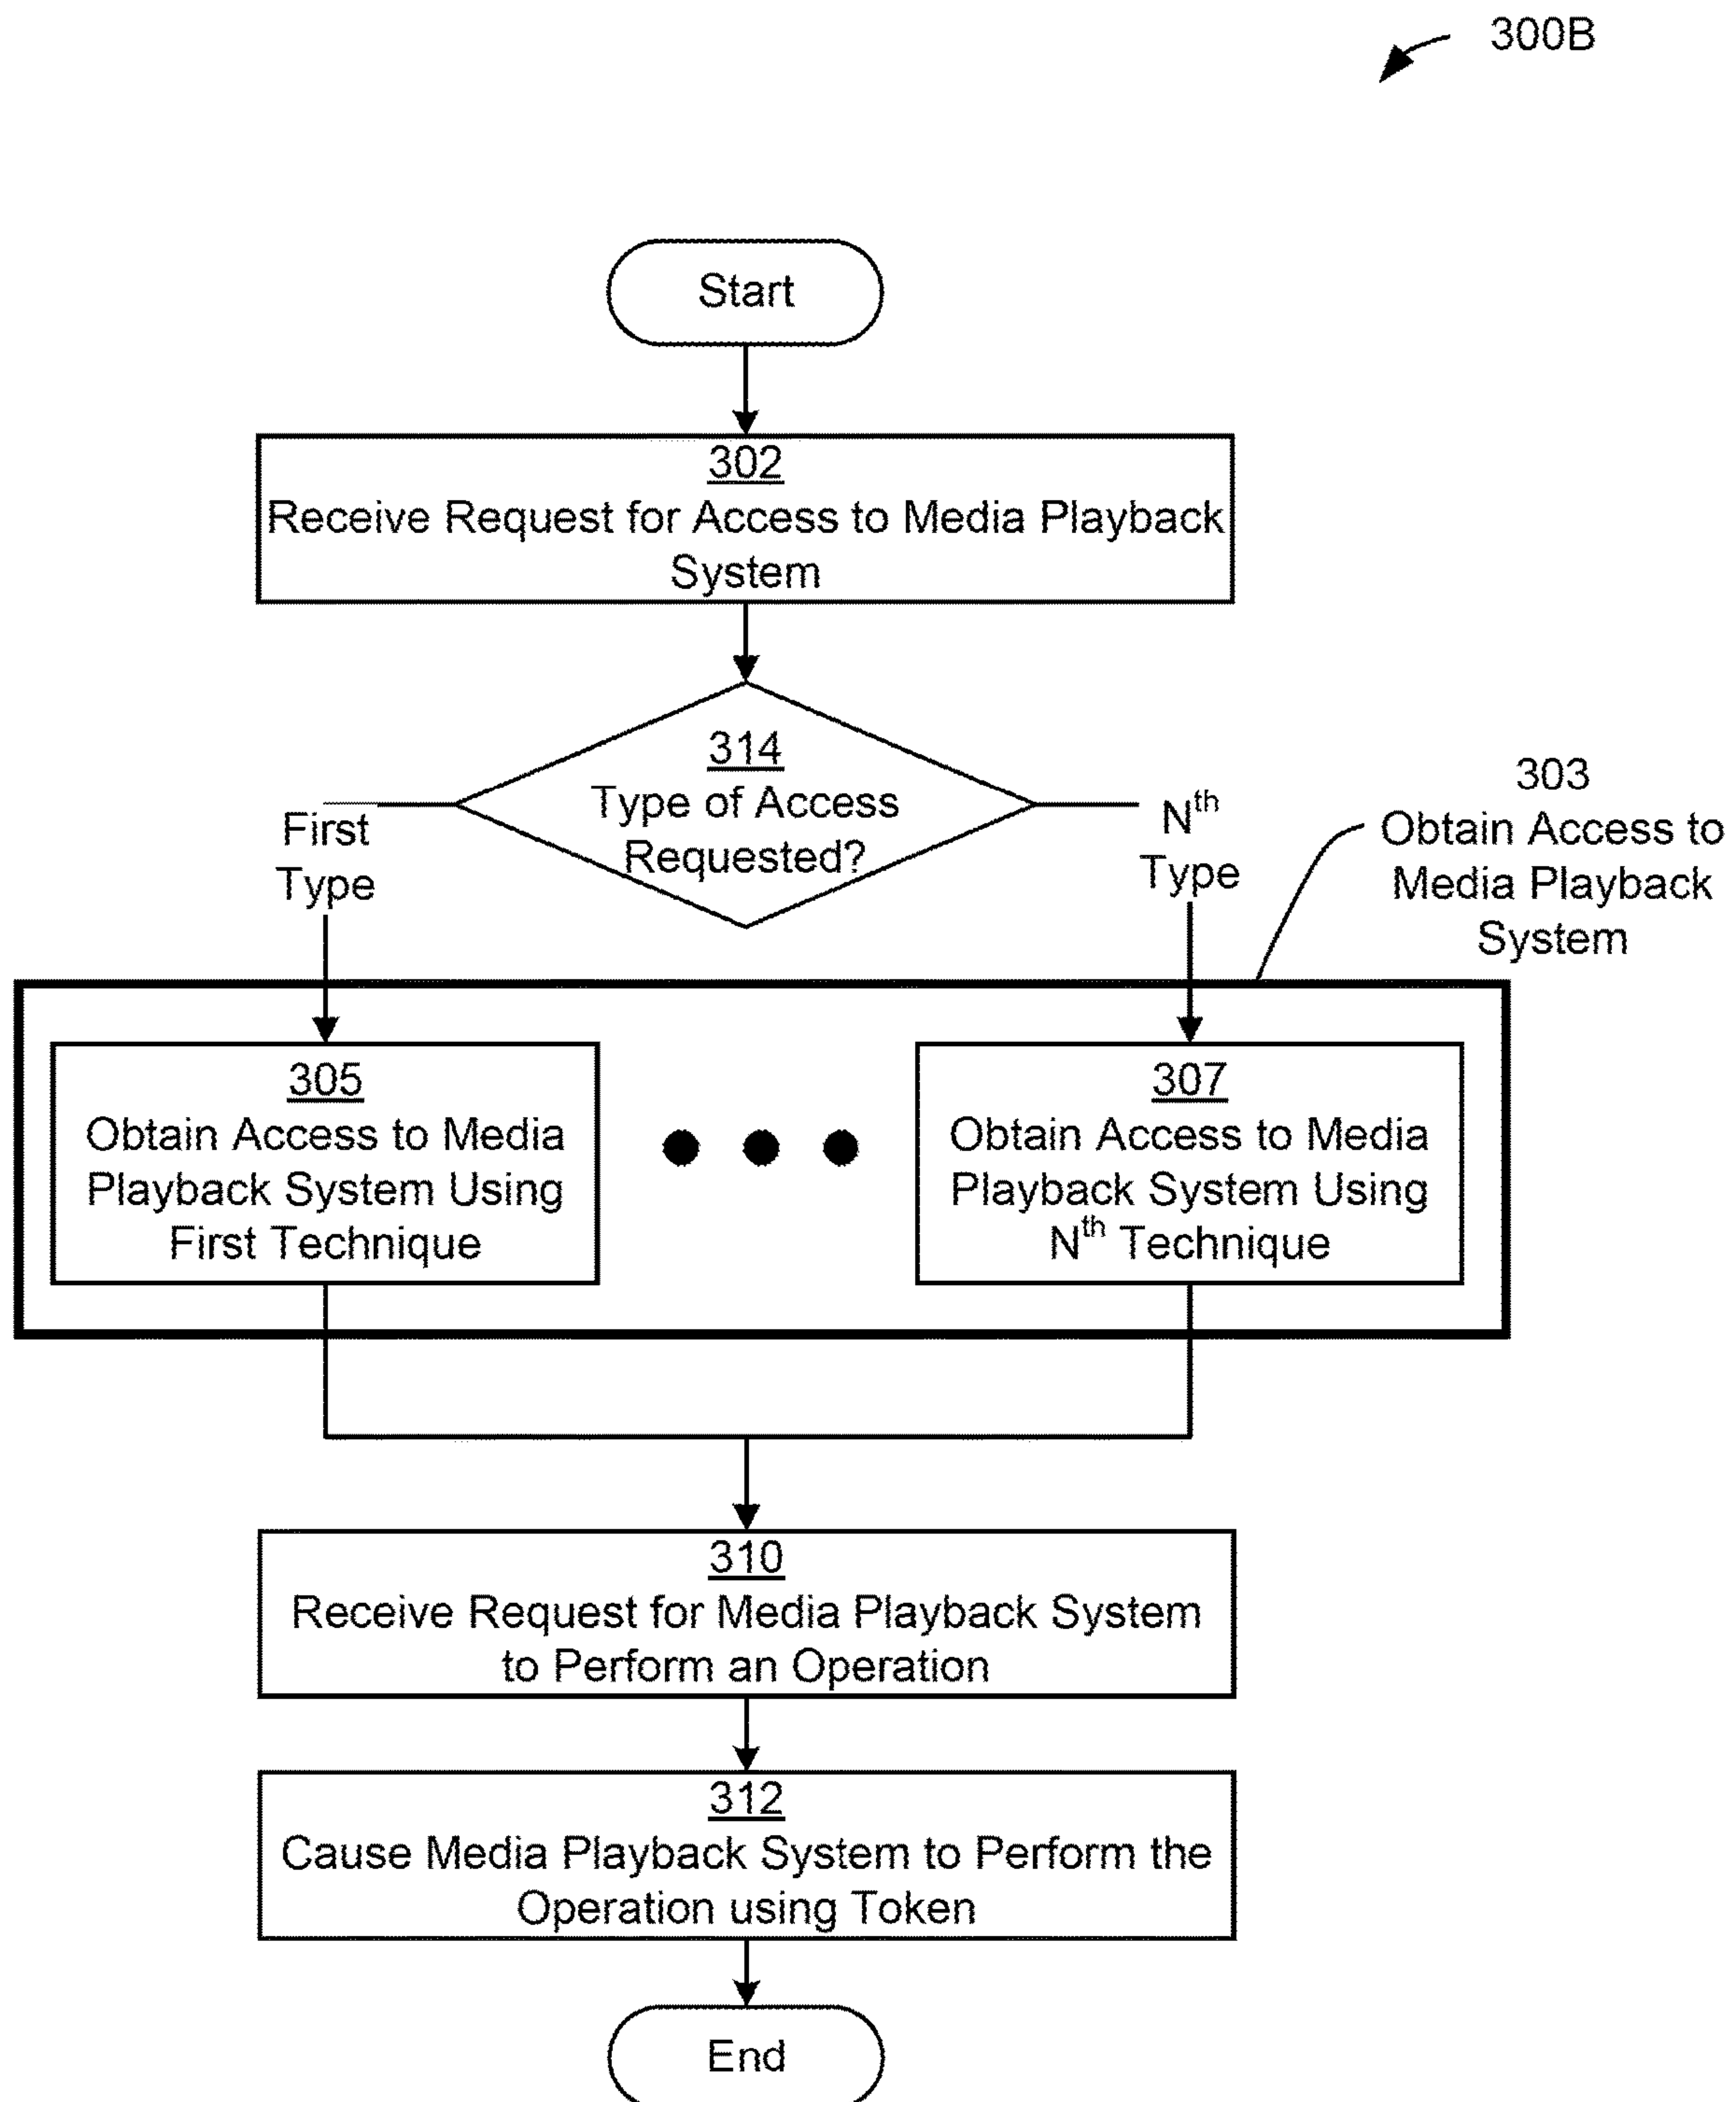 300B
Start
302
Receive Request for Access to Media Playback
System
314
Type of Access
Requested?
First
Type
Nth
Type
303
Obtain Access to
Media Playback
System
305
Obtain Access to Media
Playback System Using
First Technique
307
Obtain Access to Media
Playback System Using
Nth Technique
310
Receive Request for Media Playback System
to Perform an Operation
312
Cause Media Playback System to Perform the
Operation using Token
End